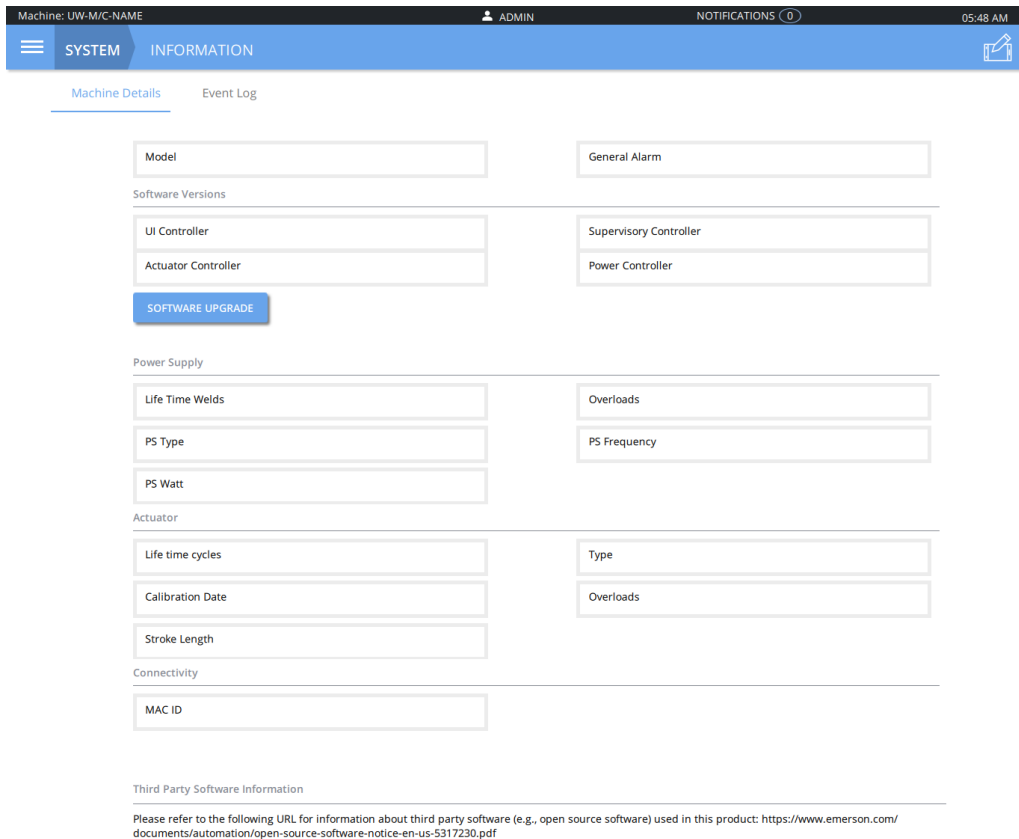 Machine: UW-M/C-NAME ADMIN NOTIFICATIONS 0 05:48 AM
SYSTEM INFORMATION
Machine Details Event Log
Model General Alarm
Software Versions
UI Controller Supervisory Controller
Actuator Controller Power Controller
SOFTWARE UPGRADE
Power Supply
Life Time Welds Overloads
PS Type PS Frequency
PS Watt
Actuator
Life time cycles Type
Calibration Date Overloads
Stroke Length
Connectivity
MAC ID
Third Party Software Information
Please refer to the following URL for information about third party software (e.g., open source software) used in this product: https://www.emerson.com/
documents/automation/open-source-software-notice-en-us-5317230.pdf